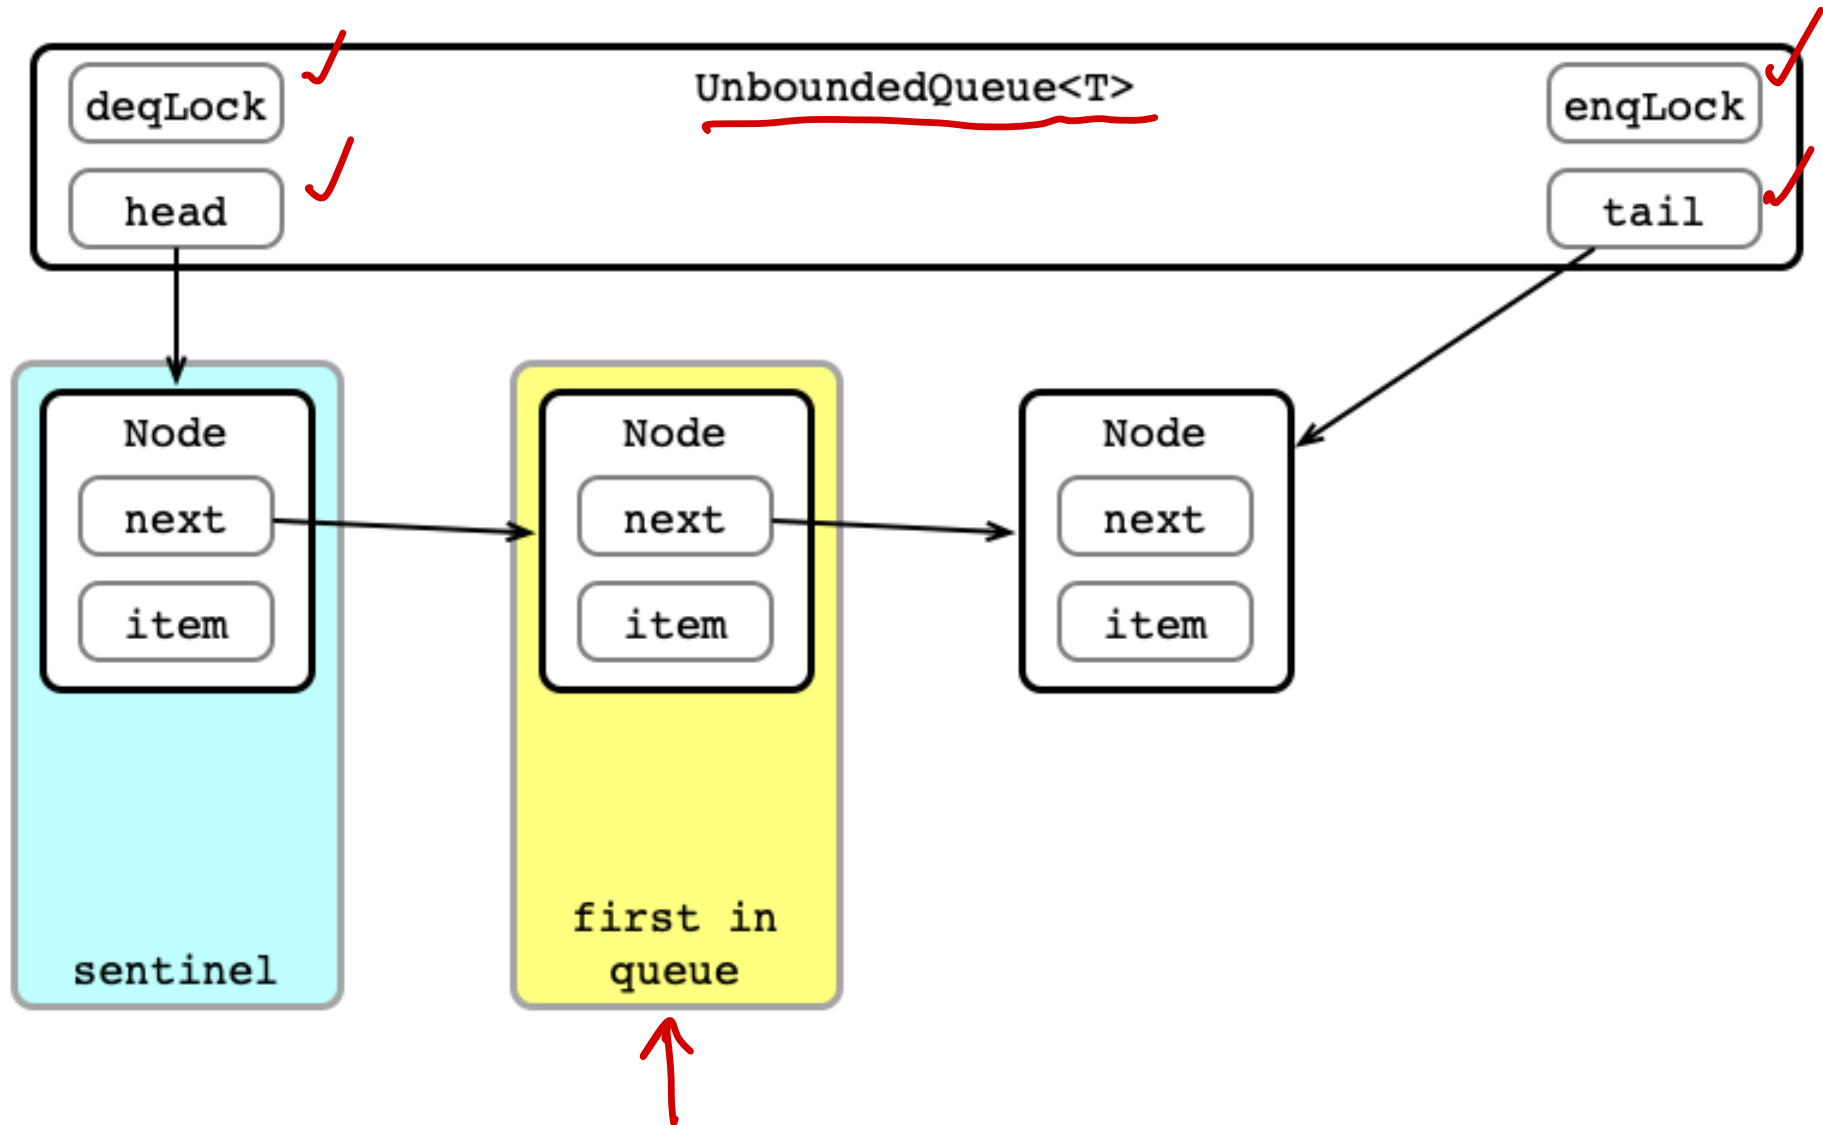 deqLock
UnboundedQueue<T>
enqLock
head
tail
Node
next
item
sentinel
Node
next
item
first in
queue
Node
next
item